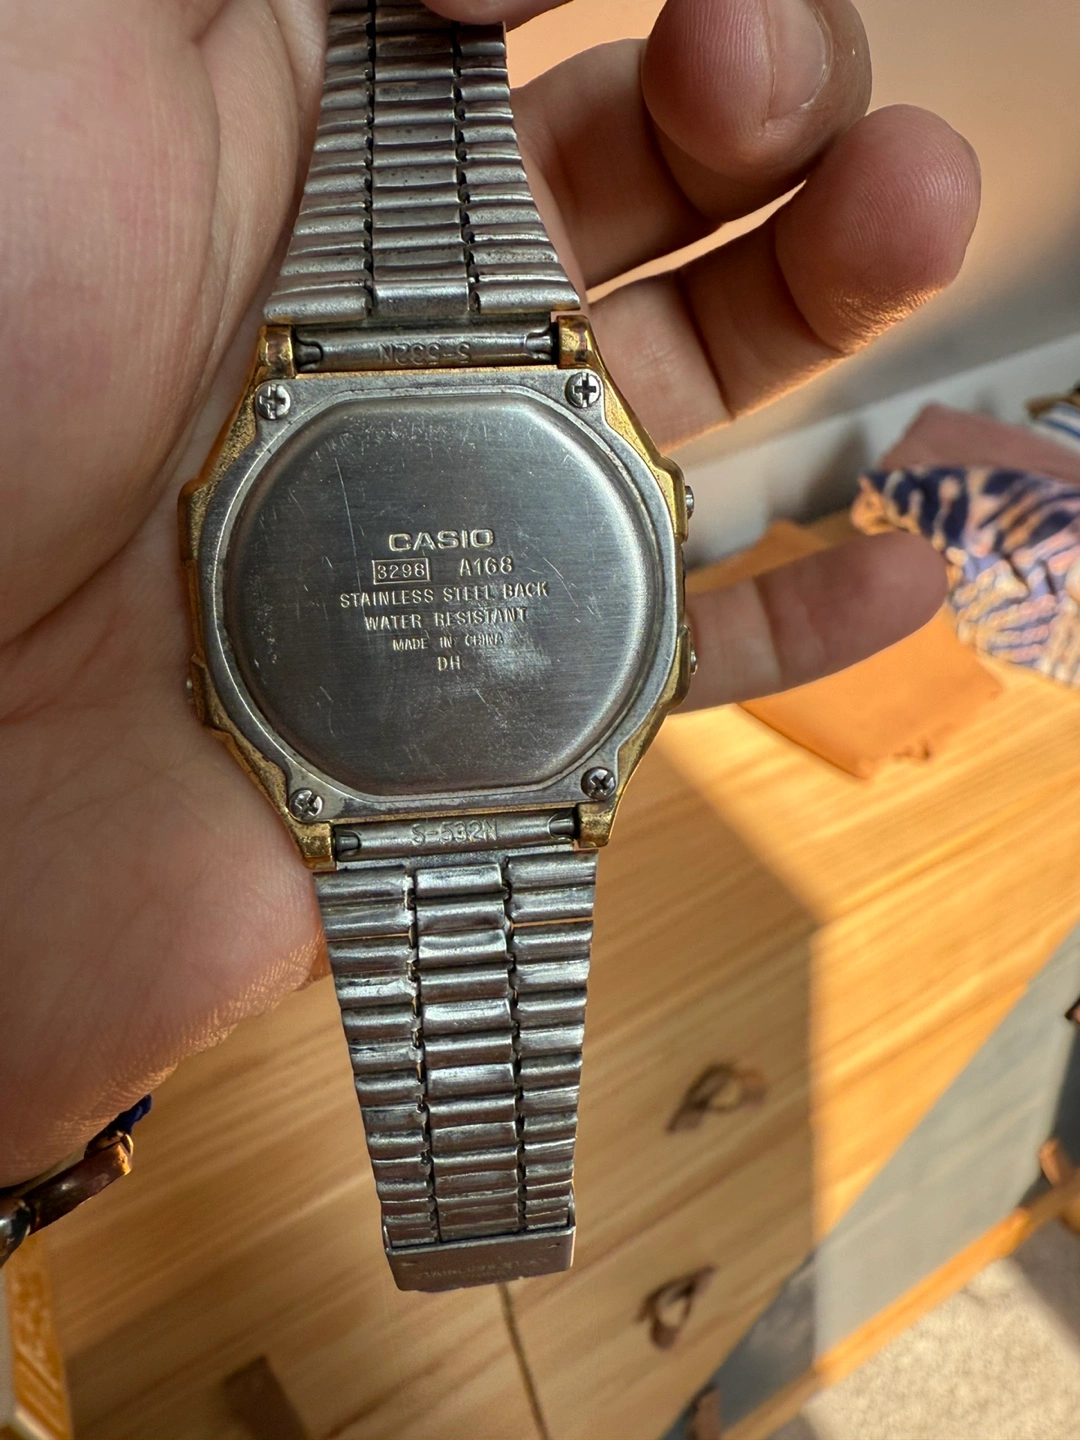 S-532N
CASIO
3298 A168
STAINLESS STEEL BACK
WATER RESISTANT
MADE IN CHINA
DH
S-532N